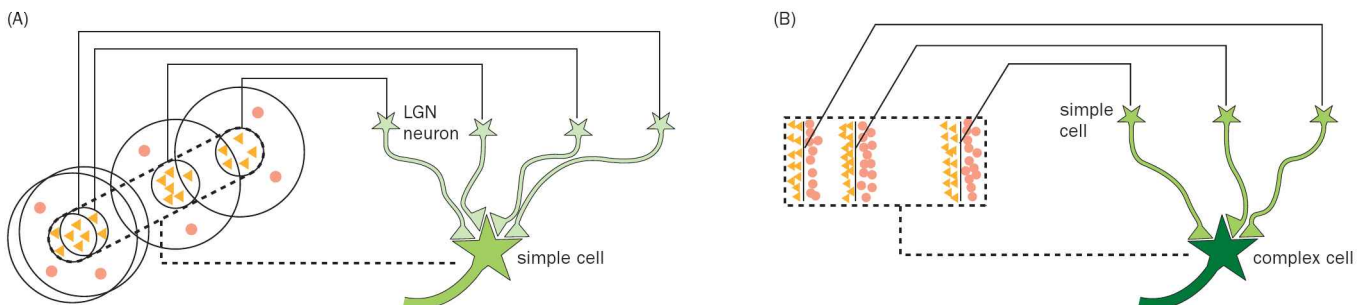 (A)
LGN
neuron
simple cell
(B)
simple
cell
complex cell